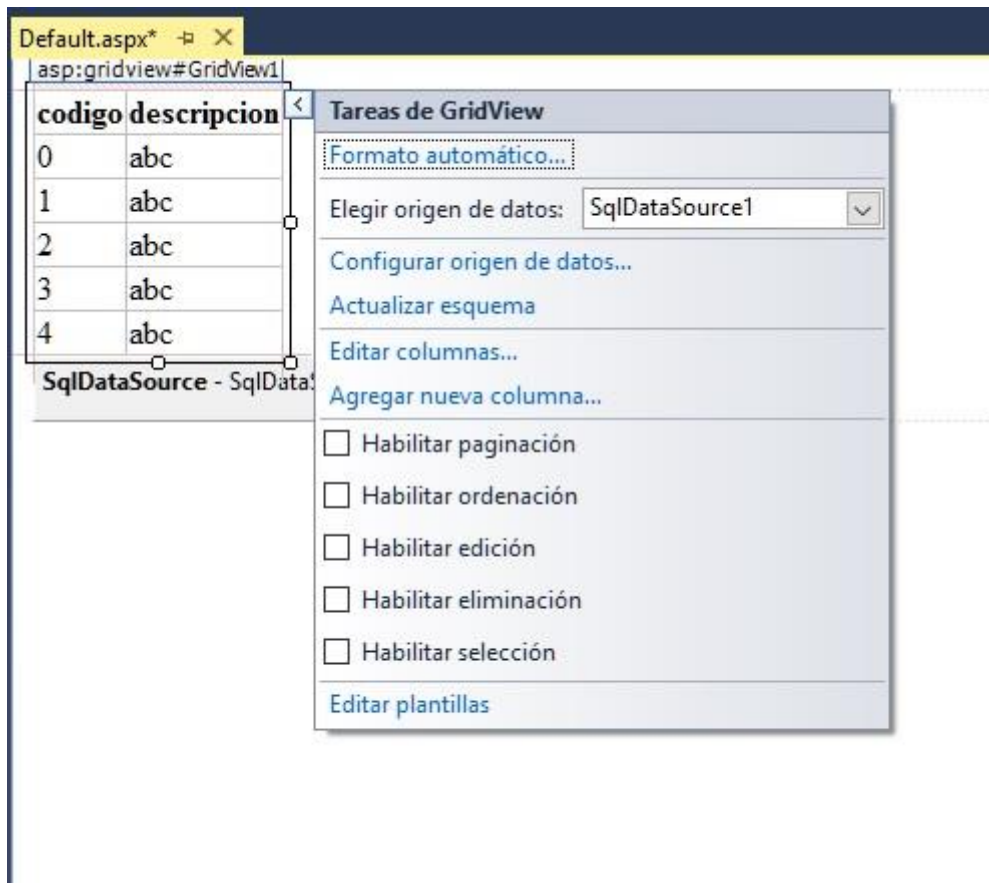 Default.aspx*
asp:gridview#GridView1
codigo descripcion
0 abc
1 abc
2 abc
3 abc
4 abc
SqlDataSource - SqlDataS
Tareas de GridView
Formato automático...
Elegir origen de datos: SqlDataSource1
Configurar origen de datos...
Actualizar esquema
Editar columnas...
Agregar nueva columna...
Habilitar paginación
Habilitar ordenación
Habilitar edición
Habilitar eliminación
Habilitar selección
Editar plantillas